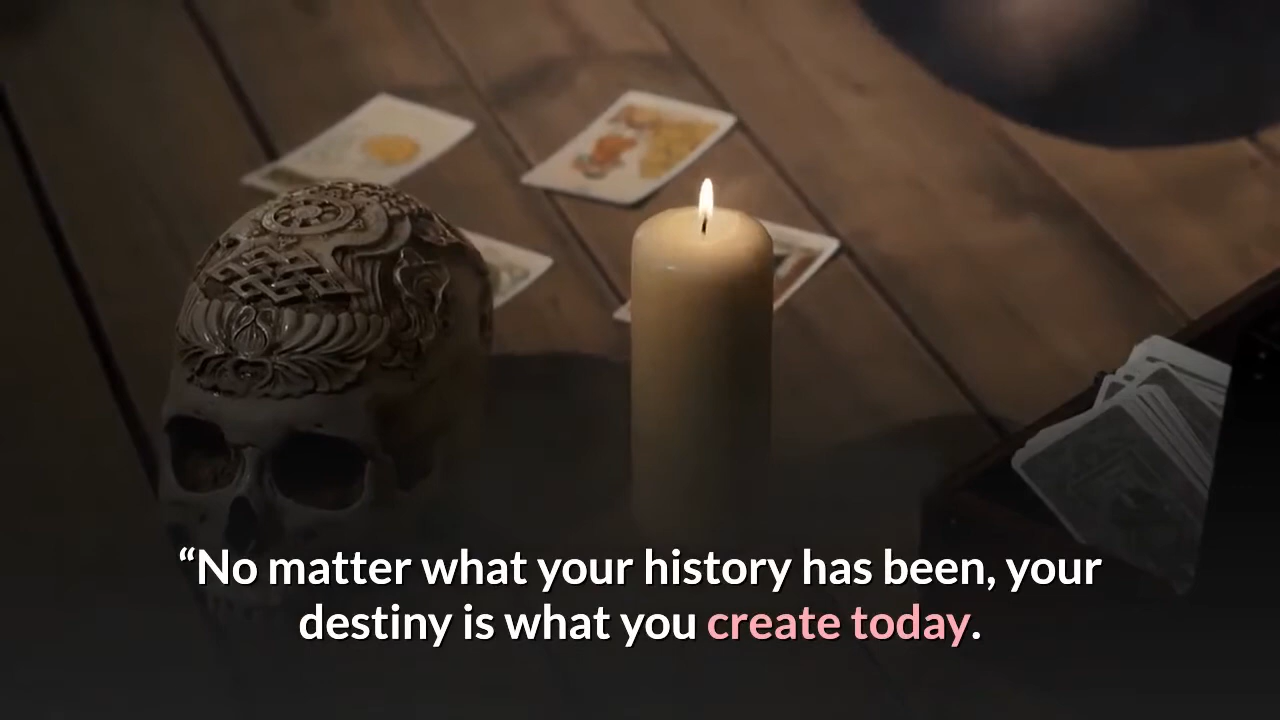 “No matter what your history has been, your
destiny is what you create today.